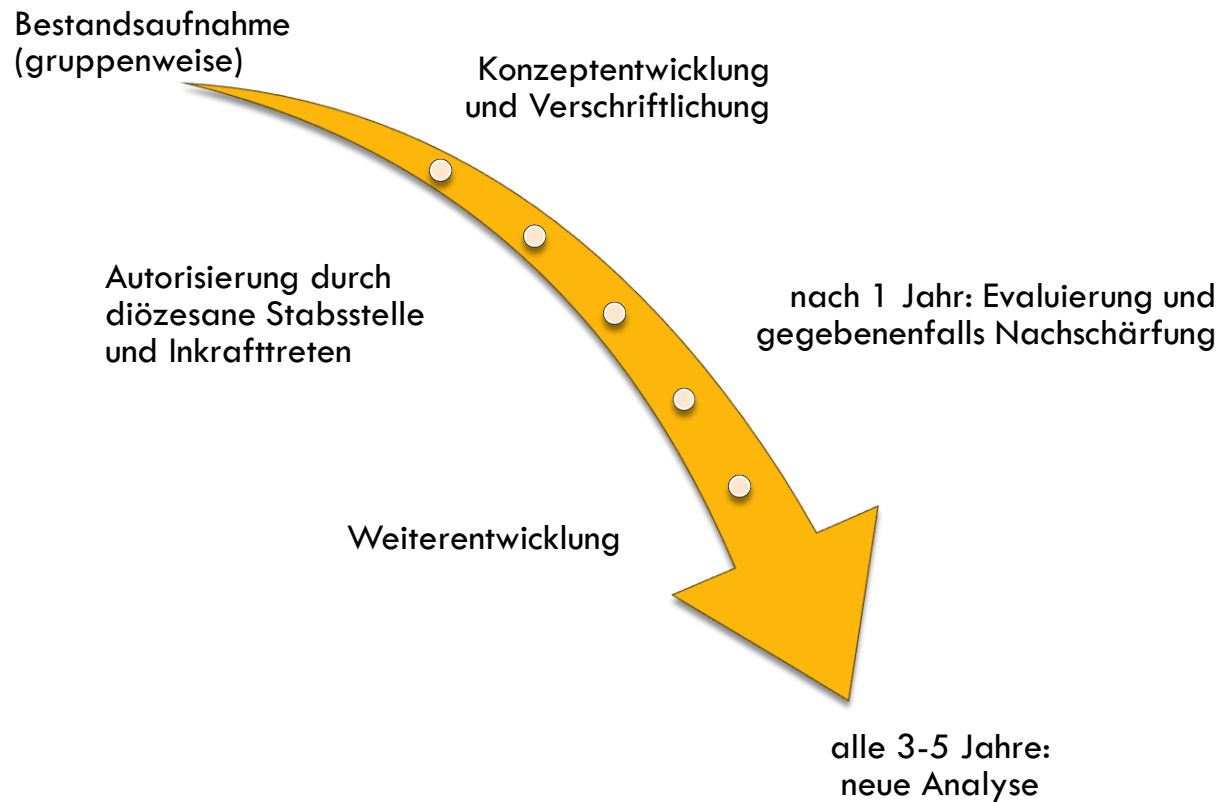 Bestandsaufnahme
(gruppenweise)
Konzeptentwicklung
und Verschriftlichung
Autorisierung durch
diözesane Stabsstelle
und Inkrafttreten
nach 1 Jahr: Evaluierung und
gegebenenfalls Nachschärfung
Weiterentwicklung
alle 3-5 Jahre:
neue Analyse